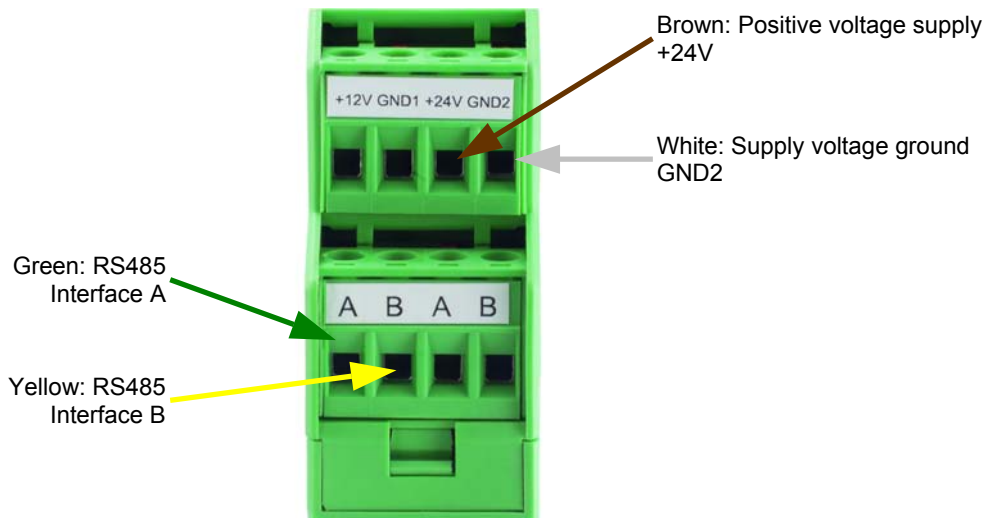 Brown: Positive voltage supply
+24V
+12V GND1 +24V GND2
White: Supply voltage ground
GND2
Green: RS485
Interface A
A B A B
Yellow: RS485
Interface B